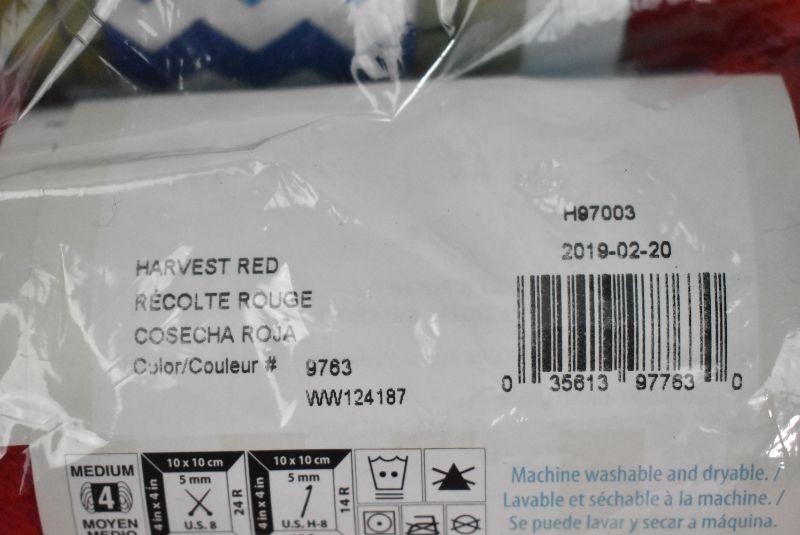 H97003
2019-02-20
HARVEST RED
RÉCOLTE ROUGE
COSECHA ROJA
Color/Couleur # 9763
WW124187
0 35613 97763 0
MEDIUM
4
MOYEN
MEDIO
10 x 10 cm
4 in x 4 in
5 mm
U.S. 8
24 R
10 x 10 cm
4 in x 4 in
5 mm
U.S. H-8
14 R
Machine washable and dryable. /
Lavable et séchable à la machine. /
Se puede lavar y secar a máquina.